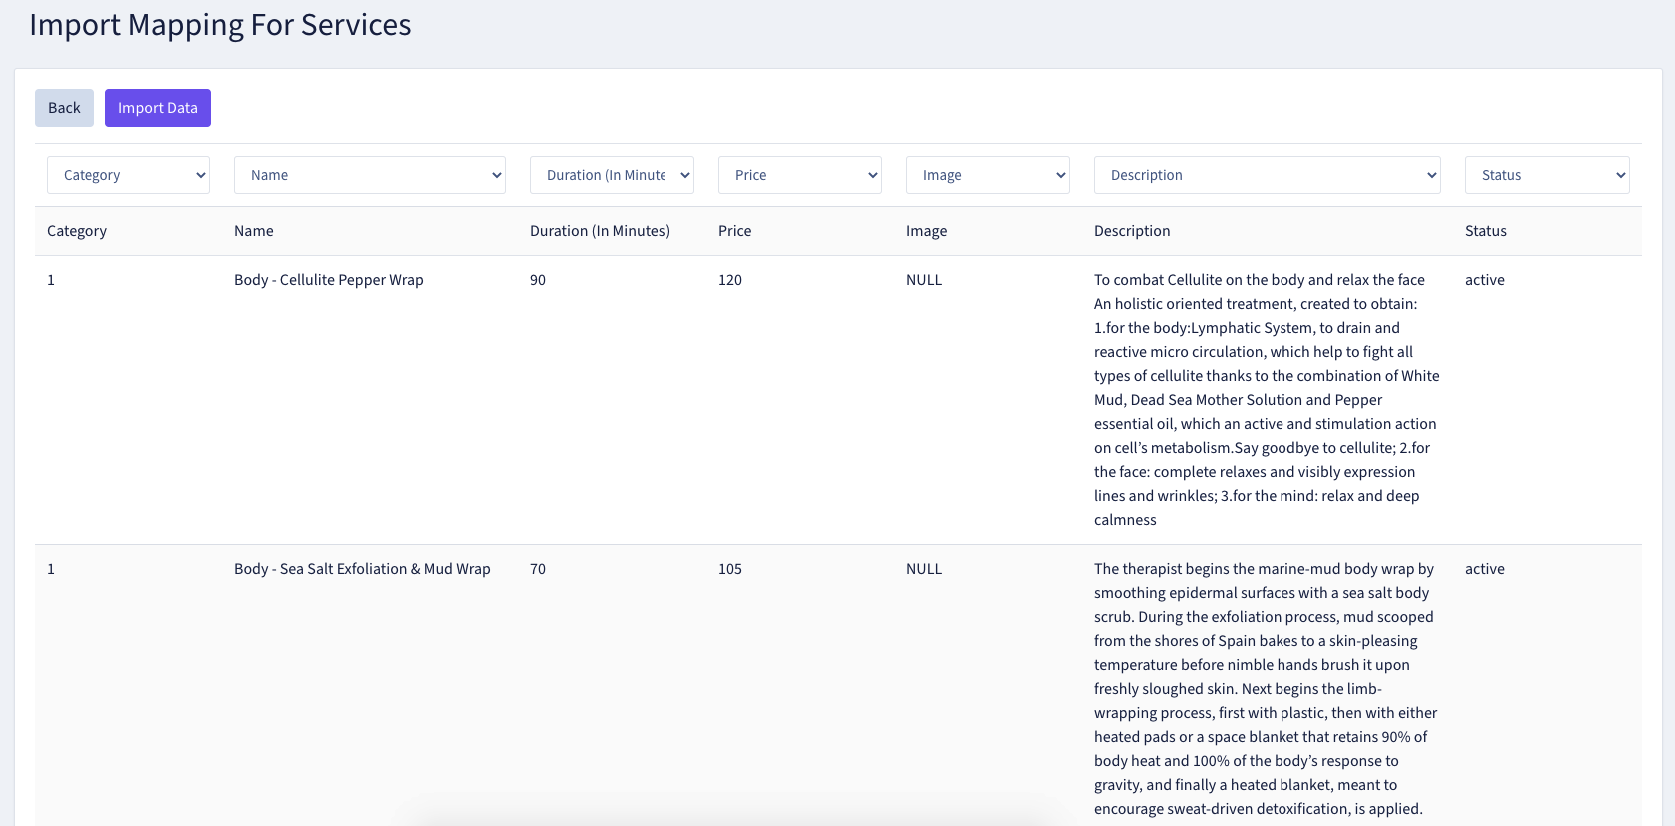 Import Mapping For Services
Back
Import Data
Category
Name
Duration (In Minute
Price
Image
Description
Status
Category
Name
Duration (In Minutes)
Price
Image
Description
Status
1
Body - Cellulite Pepper Wrap
90
120
NULL
To combat Cellulite on the body and relax the face
An holistic oriented treatment, created to obtain:
1.for the body:Lymphatic System, to drain and
reactive micro circulation, which help to fight all
types of cellulite thanks to the combination of White
Mud, Dead Sea Mother Solution and Pepper
essential oil, which an active and stimulation action
on cell’s metabolism.Say goodbye to cellulite; 2.for
the face: complete relaxes and visibly expression
lines and wrinkles; 3.for the mind: relax and deep
calmness
active
1
Body - Sea Salt Exfoliation & Mud Wrap
70
105
NULL
The therapist begins the marine-mud body wrap by
smoothing epidermal surfaces with a sea salt body
scrub. During the exfoliation process, mud scooped
from the shores of Spain bakes to a skin-pleasing
temperature before nimble hands brush it upon
freshly sloughed skin. Next begins the limb-
wrapping process, first with plastic, then with either
heated pads or a space blanket that retains 90% of
body heat and 100% of the body’s response to
gravity, and finally a heated blanket, meant to
encourage sweat-driven detoxification, is applied.
active